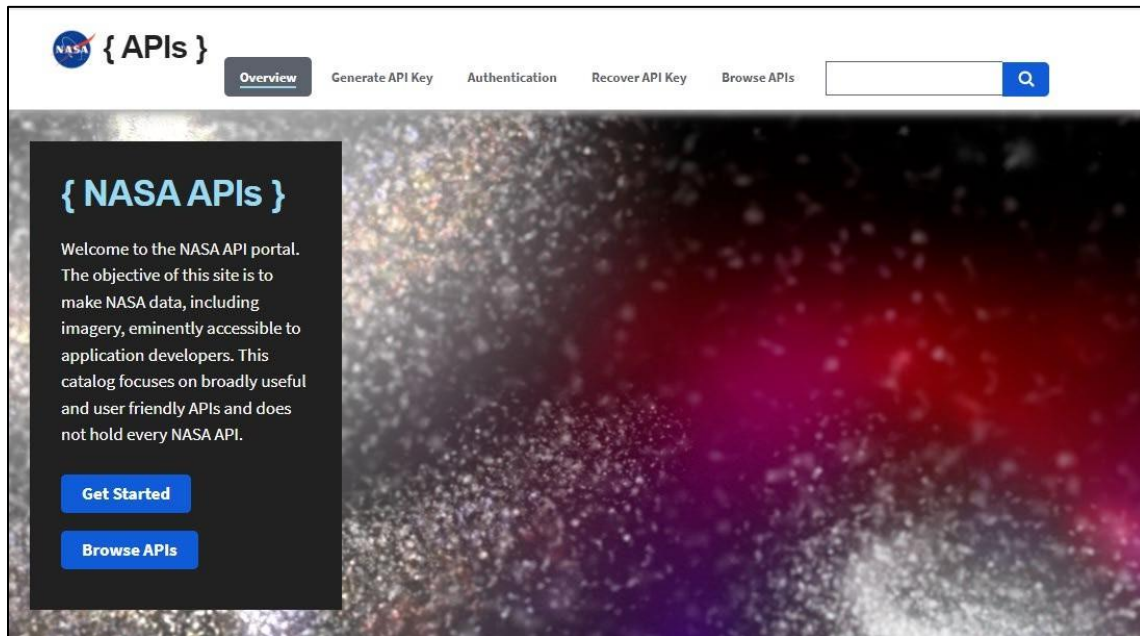 NASA { APIs }
Overview Generate API Key Authentication Recover API Key Browse APIs
{ NASA APIs }
Welcome to the NASA API portal.
The objective of this site is to
make NASA data, including
imagery, eminently accessible to
application developers. This
catalog focuses on broadly useful
and user friendly APIs and does
not hold every NASA API.
Get Started
Browse APIs